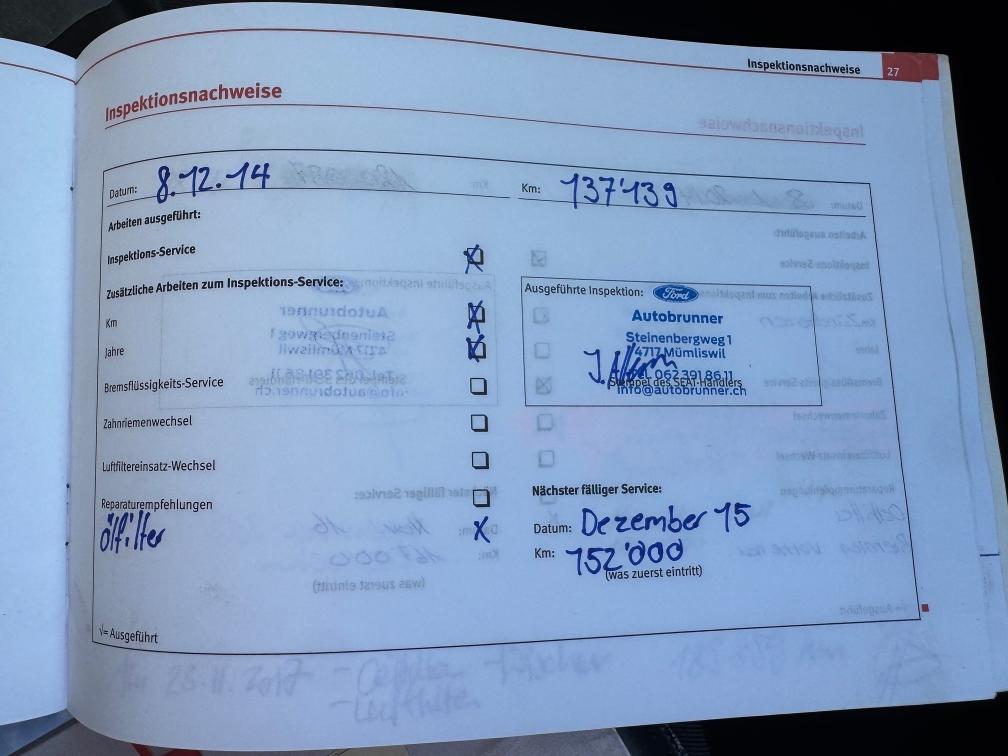 Inspektionsnachweise 27
Inspektionsnachweise
Datum: 8.12.14 Km: 137'139
Arbeiten ausgeführt:
Inspektions-Service X
Zusätzliche Arbeiten zum Inspektions-Service:
Km X
Jahre X
Bremsflüssigkeits-Service
Zahnriemenwechsel
Luftfiltereinsatz-Wechsel
Reparaturempfehlungen
ölfilter X
√= Ausgeführt
Ausgeführte Inspektion: Ford
Autobrunner
Steinenbergweg 1
4717 Mümliswil
Tel. 062 391 86 11
Stempel des SEAT-Händlers
info@autobrunner.ch
Nächster fälliger Service:
Datum: Dezember 15
Km: 152'000
(was zuerst eintritt)